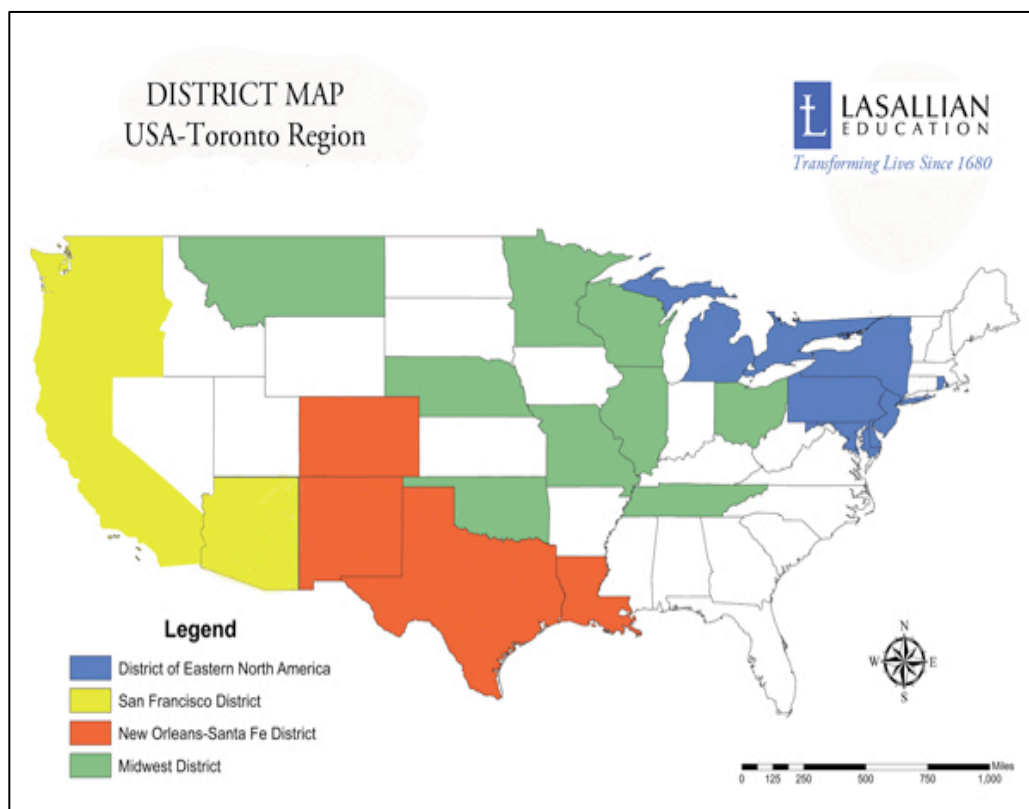 DISTRICT MAP
USA-Toronto Region
LASALLIAN
EDUCATION
Transforming Lives Since 1680
Legend
District of Eastern North America
San Francisco District
New Orleans-Santa Fe District
Midwest District
N
W E
S
Miles
0 125 250 500 750 1,000